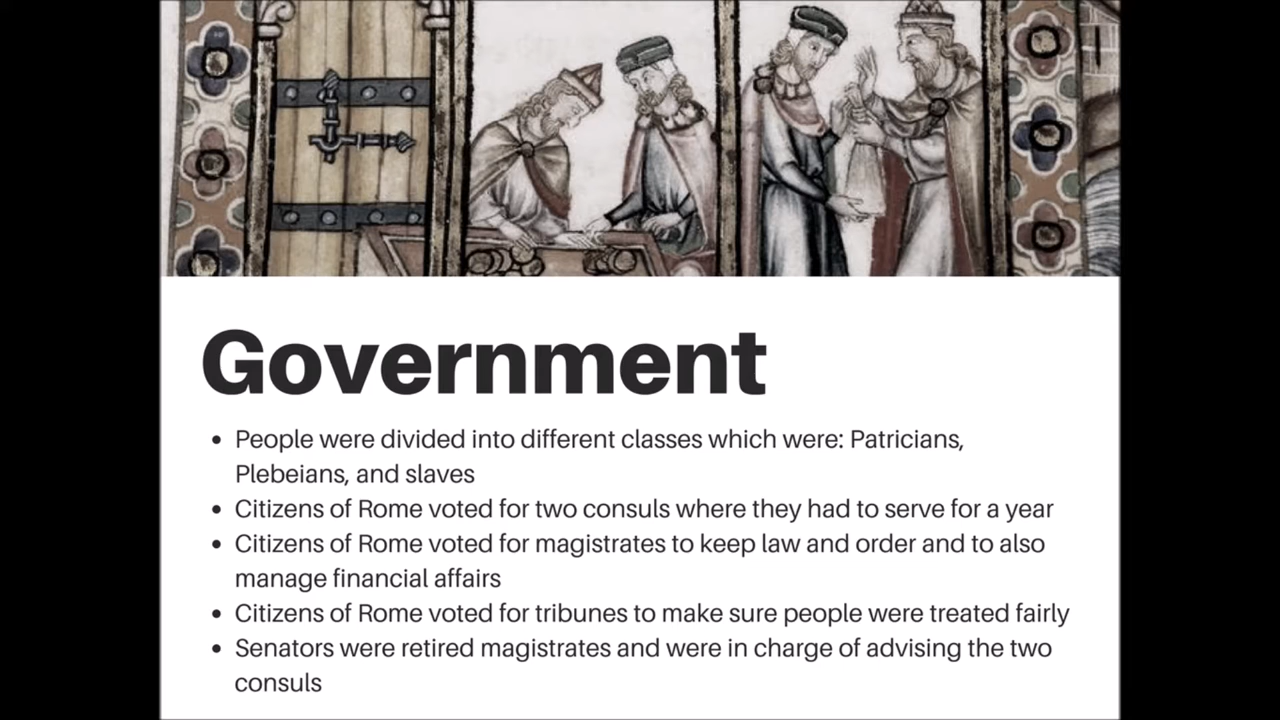 Government
• People were divided into different classes which were: Patricians,
Plebeians, and slaves
• Citizens of Rome voted for two consuls where they had to serve for a year
• Citizens of Rome voted for magistrates to keep law and order and to also
manage financial affairs
• Citizens of Rome voted for tribunes to make sure people were treated fairly
• Senators were retired magistrates and were in charge of advising the two
consuls